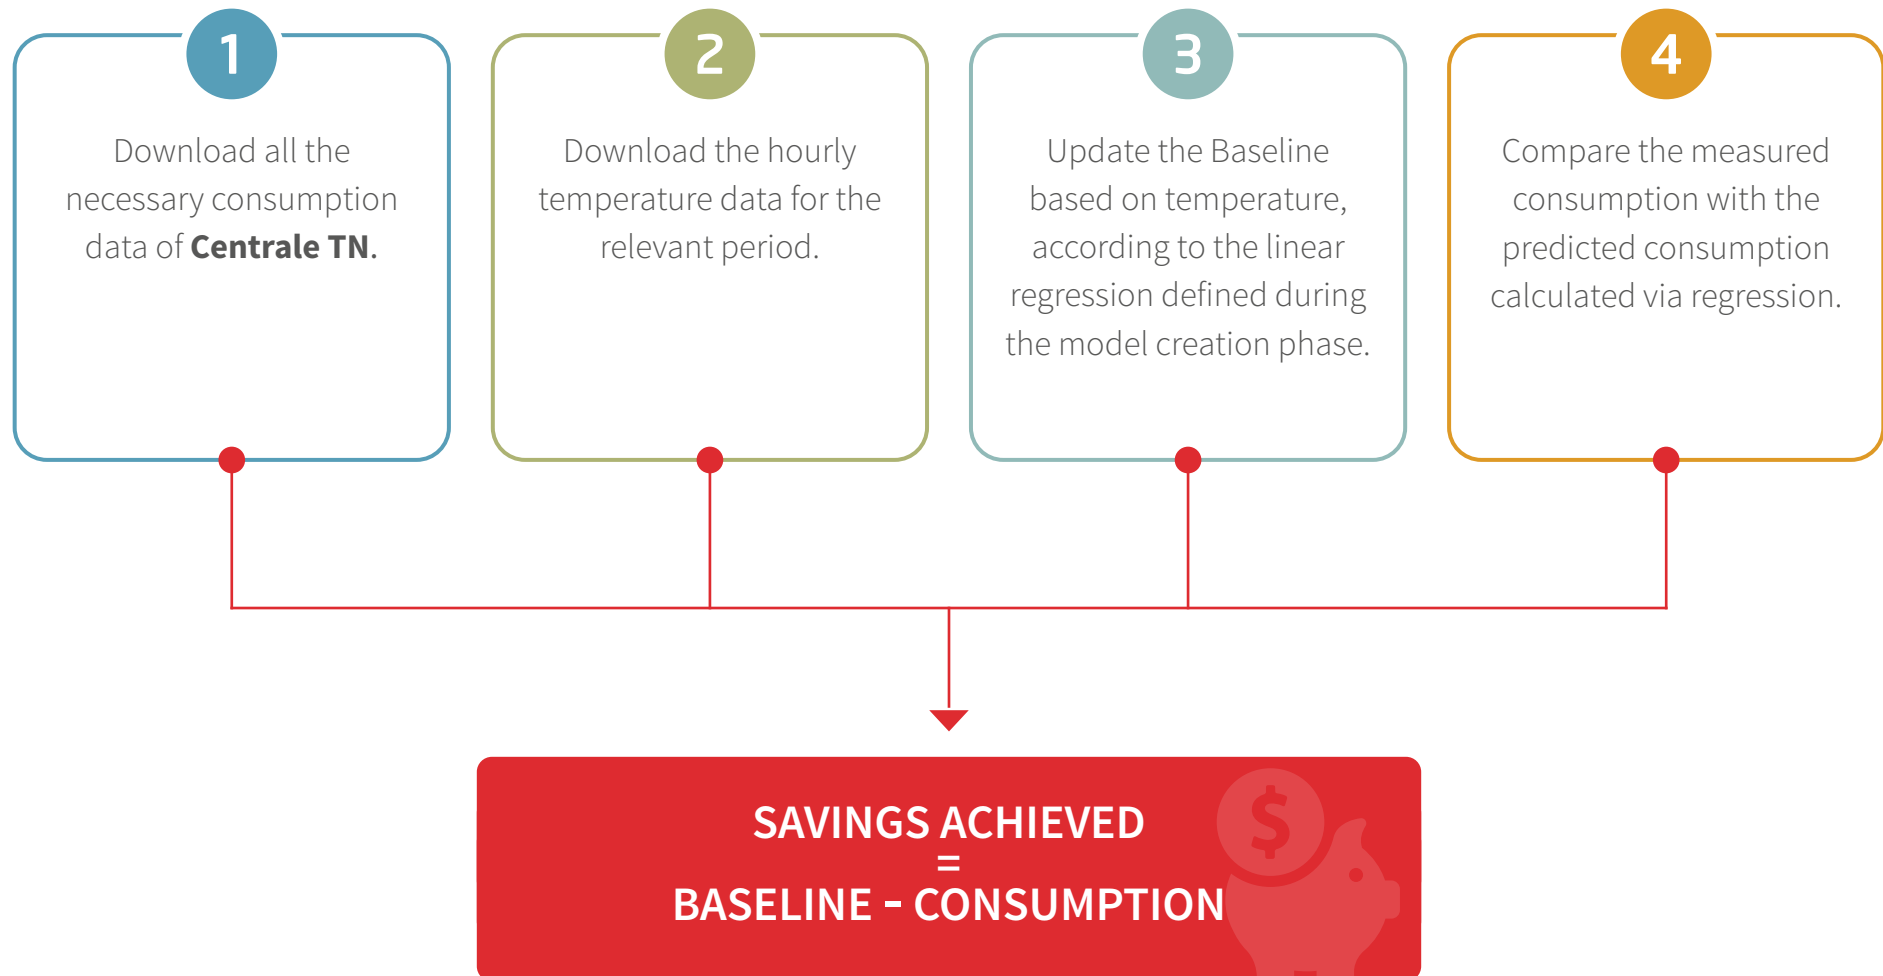 1
Download all the
necessary consumption
data of Centrale TN.
2
Download the hourly
temperature data for the
relevant period.
3
Update the Baseline
based on temperature,
according to the linear
regression defined during
the model creation phase.
4
Compare the measured
consumption with the
predicted consumption
calculated via regression.
$
SAVINGS ACHIEVED
=
BASELINE - CONSUMPTION